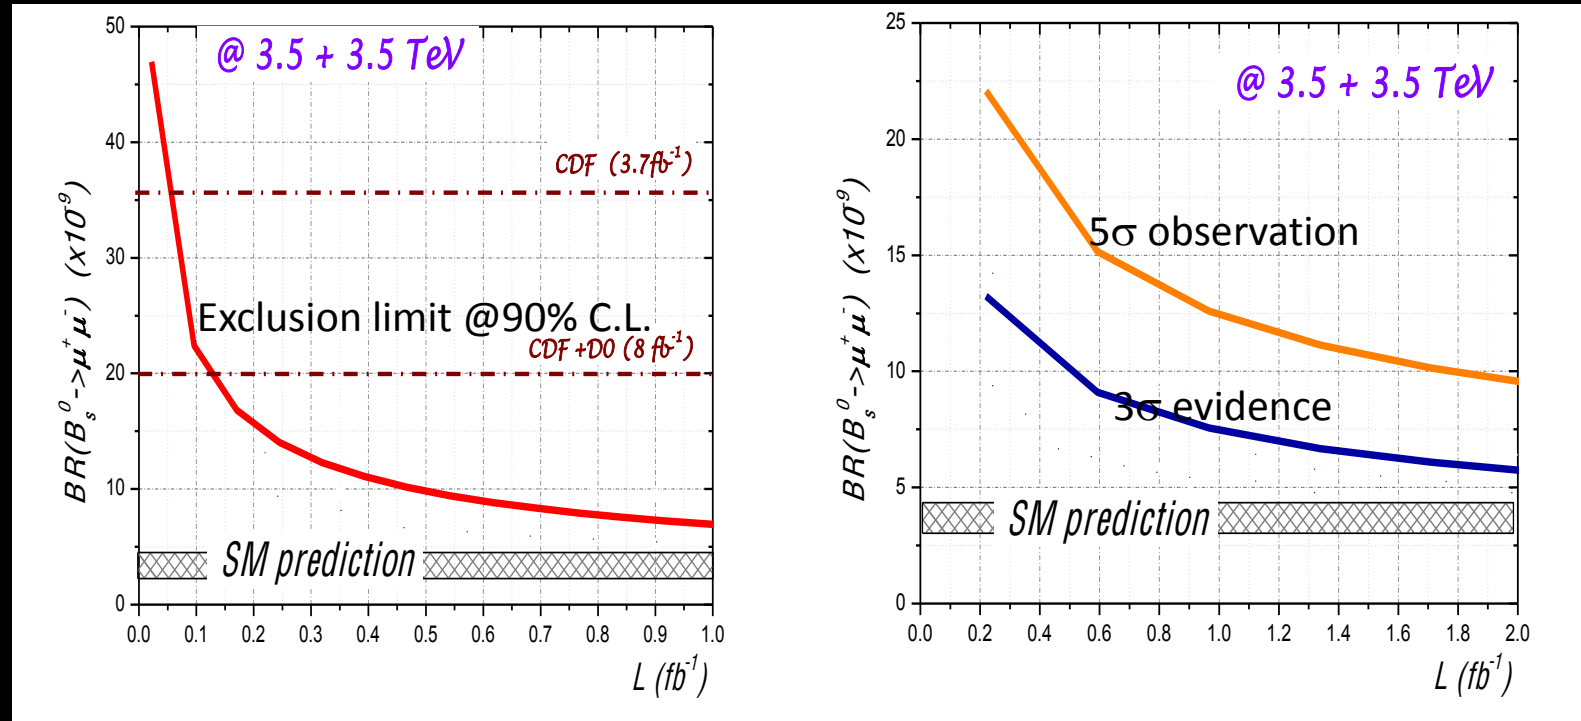 @ 3.5 + 3.5 TeV
CDF (3.7fb⁻¹)
Exclusion limit @90% C.L.
CDF+D0 (8 fb⁻¹)
SM prediction
BR(Bₛ⁰->μ⁺μ⁻) (x10⁻⁹)
50
40
30
20
10
0
0.0 0.1 0.2 0.3 0.4 0.5 0.6 0.7 0.8 0.9 1.0
L (fb⁻¹)
@ 3.5 + 3.5 TeV
5σ observation
3σ evidence
SM prediction
BR(Bₛ⁰->μ⁺μ⁻) (x10⁻⁹)
25
20
15
10
5
0
0.0 0.2 0.4 0.6 0.8 1.0 1.2 1.4 1.6 1.8 2.0
L (fb⁻¹)